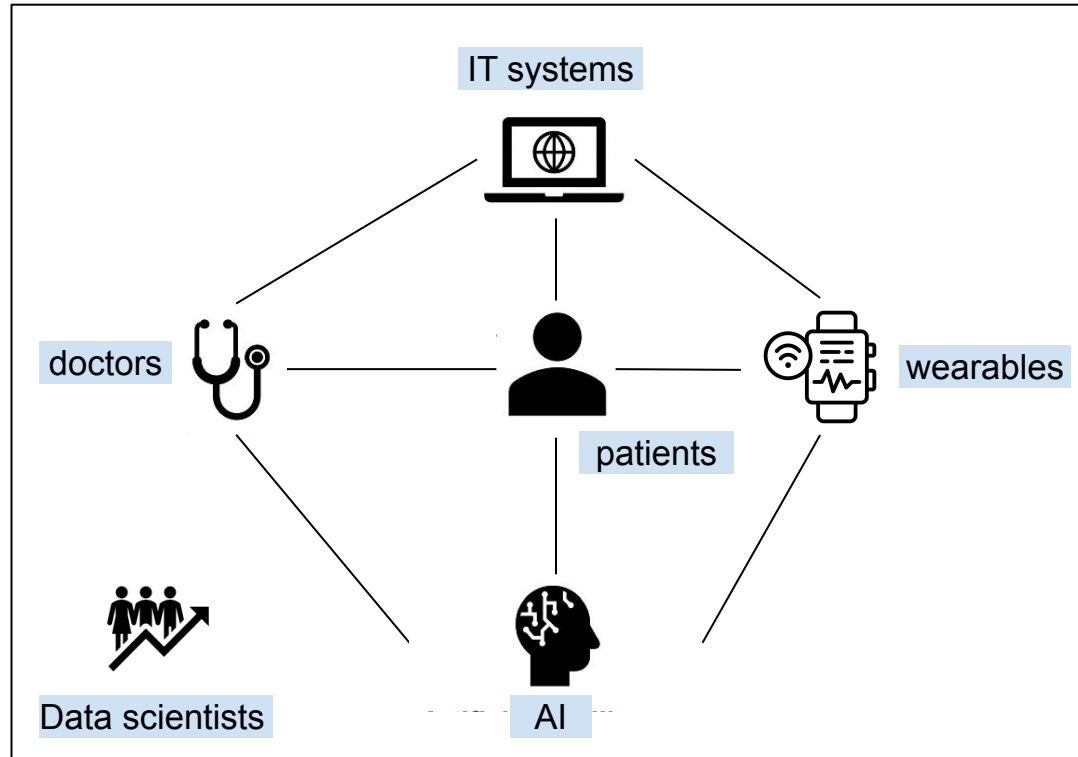 IT systems
doctors
wearables
patients
Data scientists
AI